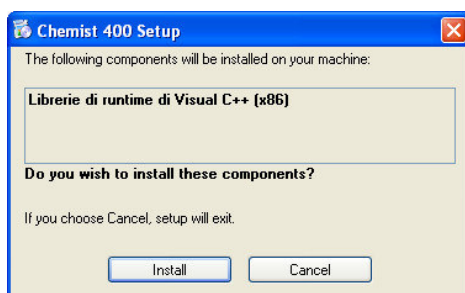 Chemist 400 Setup
The following components will be installed on your machine:
Librerie di runtime di Visual C++ (x86)
Do you wish to install these components?
If you choose Cancel, setup will exit.
Install
Cancel